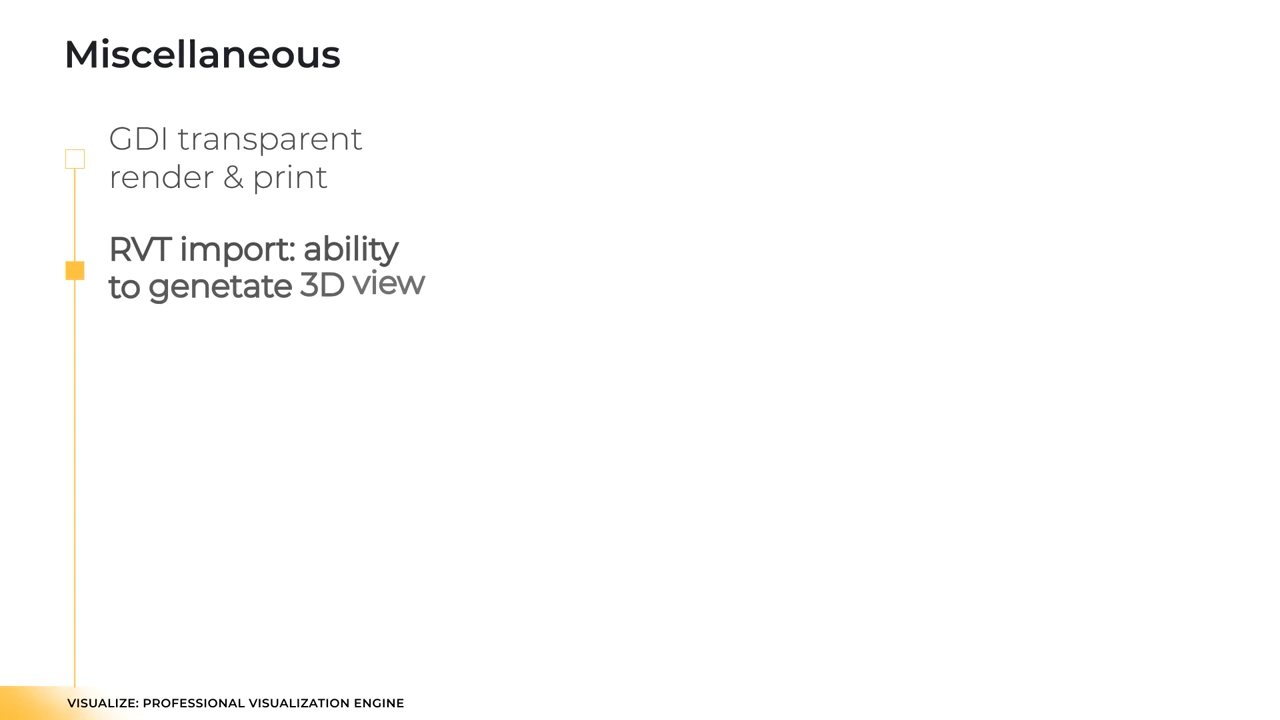 Miscellaneous
GDI transparent
render & print
RVT import: ability
to genetate 3D view
VISUALIZE: PROFESSIONAL VISUALIZATION ENGINE